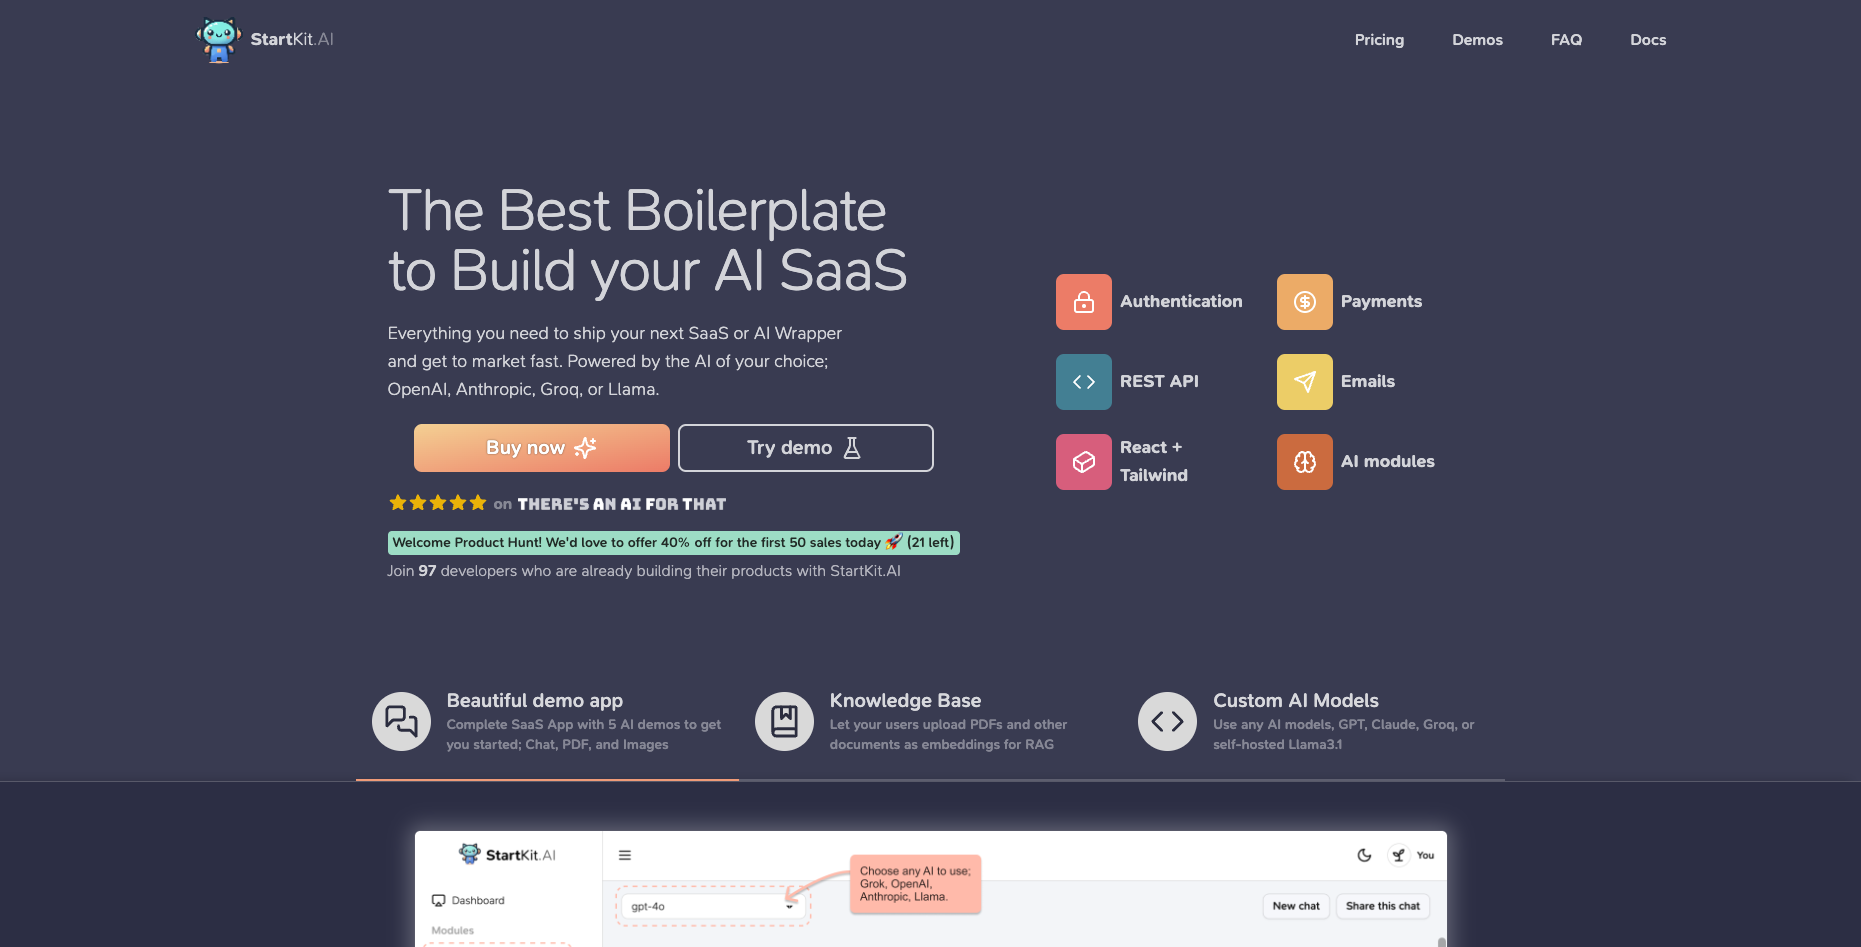 StartKit.AI
Pricing
Demos
FAQ
Docs
The Best Boilerplate
to Build your AI SaaS
Everything you need to ship your next SaaS or AI Wrapper
and get to market fast. Powered by the AI of your choice;
OpenAI, Anthropic, Groq, or Llama.
Buy now
Try demo
on THERE'S AN AI FOR THAT
Welcome Product Hunt! We'd love to offer 40% off for the first 50 sales today 🚀 (21 left)
Join 97 developers who are already building their products with StartKit.AI
Authentication
Payments
REST API
Emails
React +
Tailwind
AI modules
Beautiful demo app
Complete SaaS App with 5 AI demos to get
you started; Chat, PDF, and Images
Knowledge Base
Let your users upload PDFs and other
documents as embeddings for RAG
Custom AI Models
Use any AI models, GPT, Claude, Groq, or
self-hosted Llama3.1
StartKit.AI
You
Choose any AI to use;
Grok, OpenAI,
Anthropic, Llama.
Dashboard
gpt-4o
New chat
Share this chat
Modules